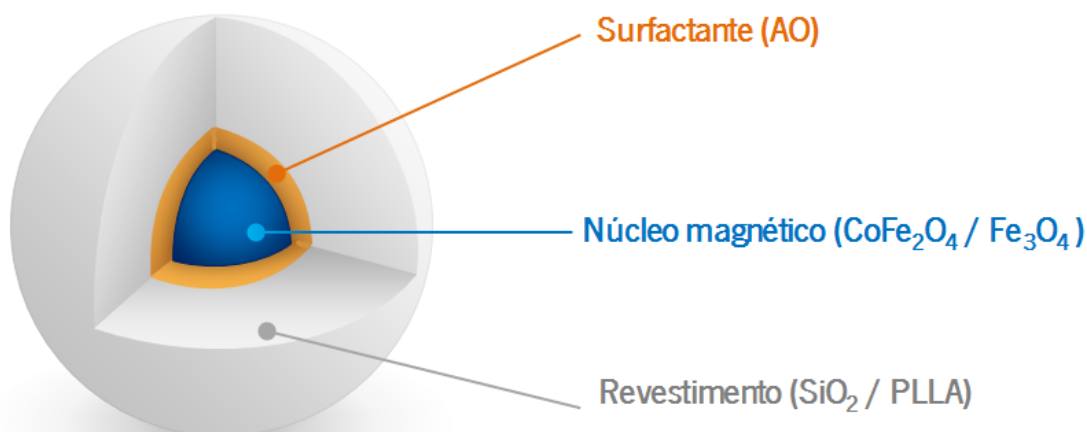 Surfactante (AO)
Núcleo magnético (CoFe₂O₄ / Fe₃O₄)
Revestimento (SiO₂ / PLLA)